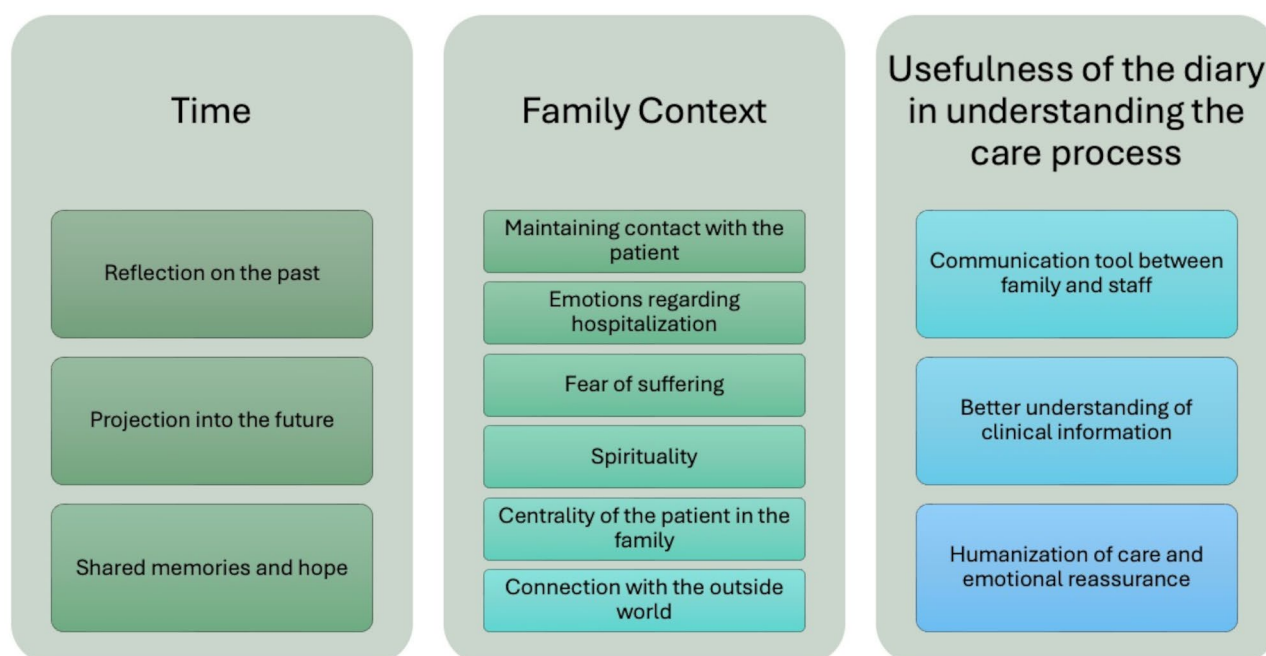 Time
Reflection on the past
Projection into the future
Shared memories and hope
Family Context
Maintaining contact with the
patient
Emotions regarding
hospitalization
Fear of suffering
Spirituality
Centrality of the patient in the
family
Connection with the outside
world
Usefulness of the diary
in understanding the
care process
Communication tool between
family and staff
Better understanding of
clinical information
Humanization of care and
emotional reassurance